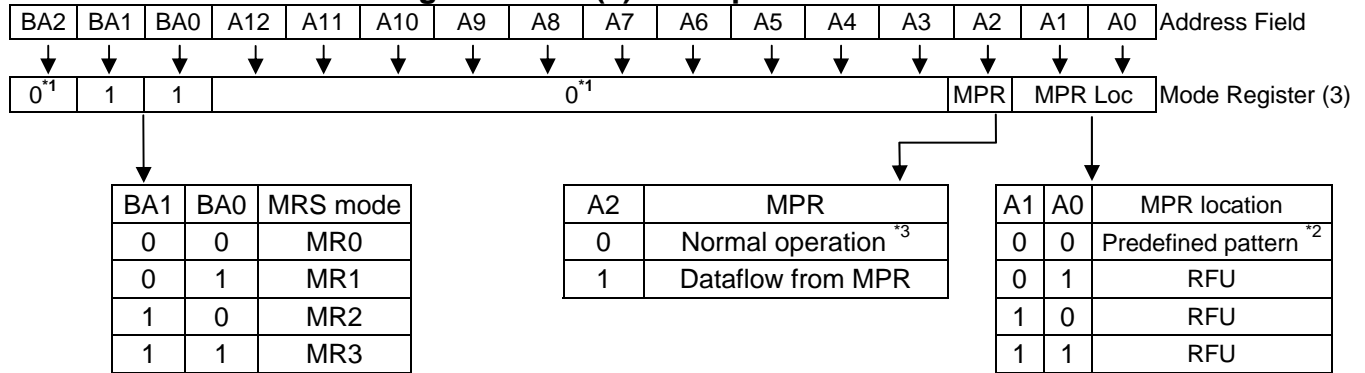 BA2 BA1 BA0 A12 A11 A10 A9 A8 A7 A6 A5 A4 A3 A2 A1 A0 Address Field
0*1 1 1 0*1 MPR MPR Loc Mode Register (3)
BA1 BA0 MRS mode
0 0 MR0
0 1 MR1
1 0 MR2
1 1 MR3
A2 MPR
0 Normal operation *3
1 Dataflow from MPR
A1 A0 MPR location
0 0 Predefined pattern *2
0 1 RFU
1 0 RFU
1 1 RFU